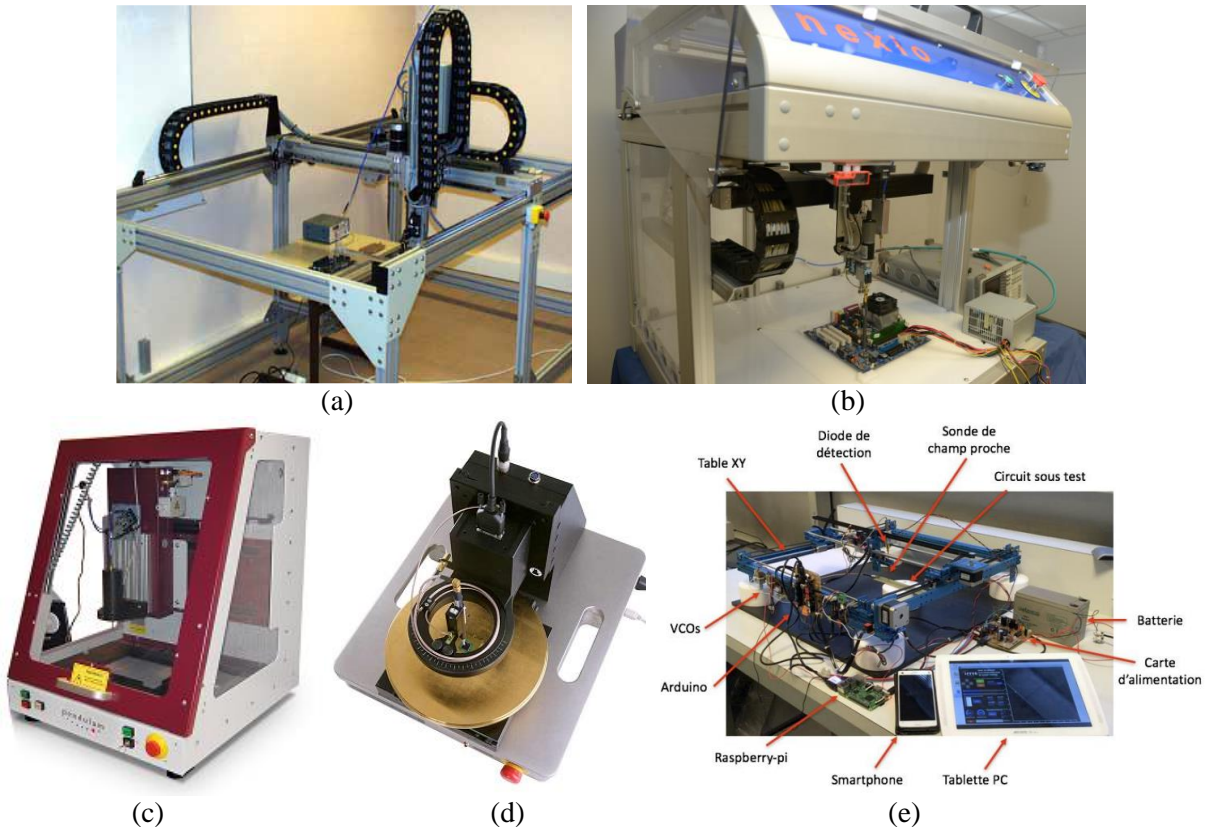 nexio
(a)
(b)
Diode de
détection
Sonde de
champ proche
Table XY
Circuit sous test
VCOs
Batterie
Arduino
Carte
d'alimentation
pendulum
Raspberry-pi
Smartphone
Tablette PC
(c)
(d)
(e)